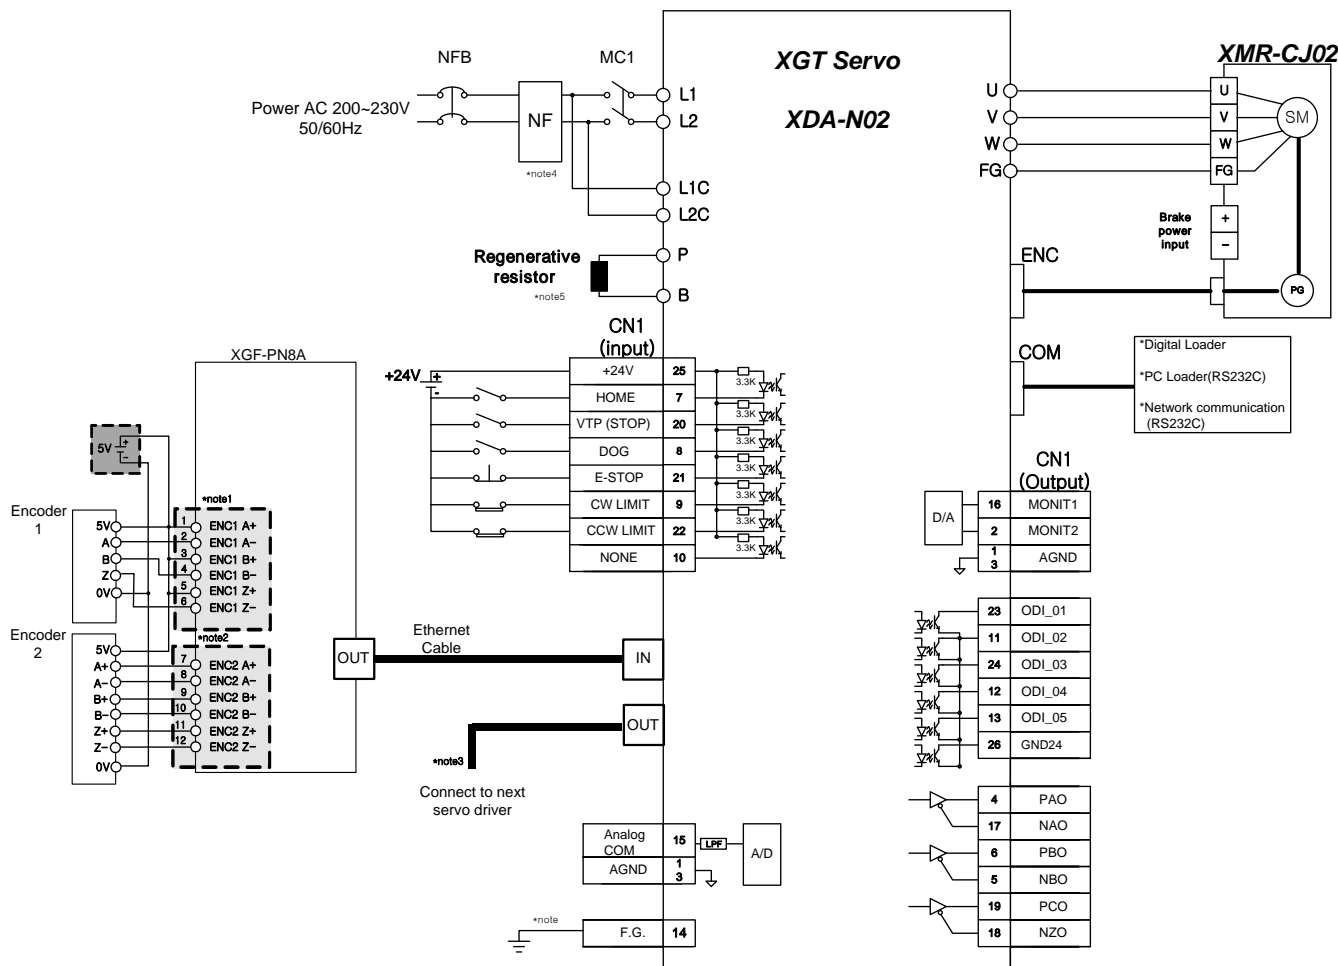 XGT Servo
XDA-N02
XMR-CJ02
NFB
MC1
Power AC 200~230V
50/60Hz
NF
*note4
L1
L2
L1C
L2C
Regenerative
resistor
*note5
P
B
U
V
W
FG
U
V
W
FG
SM
Brake
power
input
+
−
PG
ENC
COM
*Digital Loader
*PC Loader(RS232C)
*Network communication
(RS232C)
CN1
(input)
+24V
+
-
+24V 25
HOME 7
VTP (STOP) 20
DOG 8
E-STOP 21
CW LIMIT 9
CCW LIMIT 22
NONE 10
3.3K
3.3K
3.3K
3.3K
3.3K
3.3K
3.3K
XGF-PN8A
5V
+
-
*note1
Encoder
1
5V
A
B
Z
0V
1 ENC1 A+
2 ENC1 A−
3 ENC1 B+
4 ENC1 B−
5 ENC1 Z+
6 ENC1 Z−
*note2
Encoder
2
5V
A+
A−
B+
B−
Z+
Z−
0V
7 ENC2 A+
8 ENC2 A−
9 ENC2 B+
10 ENC2 B−
11 ENC2 Z+
12 ENC2 Z−
OUT
Ethernet
Cable
IN
OUT
*note3
Connect to next
servo driver
Analog
COM
15
LPF
A/D
AGND
1
3
*note
F.G. 14
CN1
(Output)
D/A
16 MONIT1
2 MONIT2
1
3
AGND
23 ODI_01
11 ODI_02
24 ODI_03
12 ODI_04
13 ODI_05
26 GND24
4 PAO
17 NAO
6 PBO
5 NBO
19 PCO
18 NZO